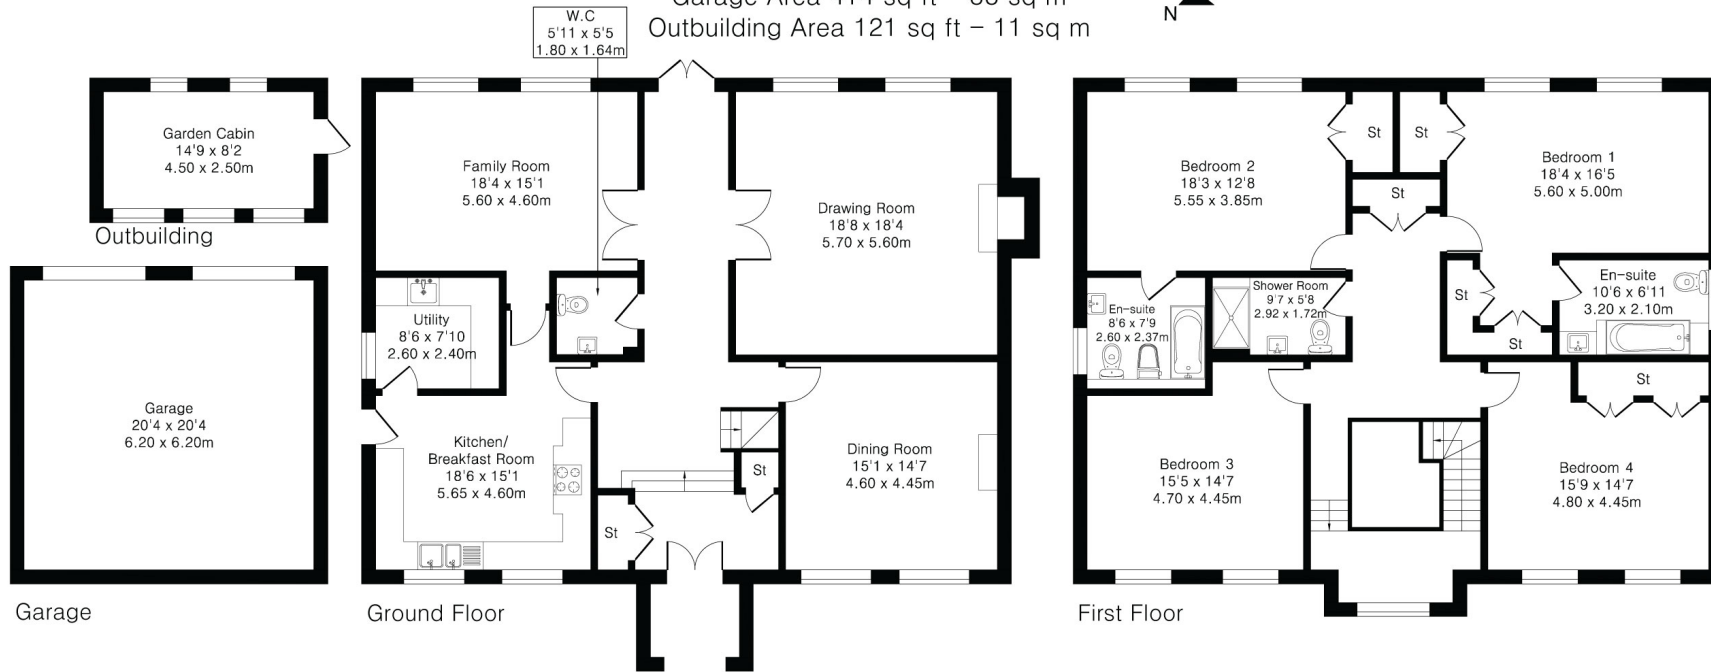 Outbuilding Area 121 sq ft – 11 sq m
N
W.C
5'11 x 5'5
1.80 x 1.64m
Garden Cabin
14'9 x 8'2
4.50 x 2.50m
Outbuilding
Garage
20'4 x 20'4
6.20 x 6.20m
Garage
Family Room
18'4 x 15'1
5.60 x 4.60m
Drawing Room
18'8 x 18'4
5.70 x 5.60m
Utility
8'6 x 7'10
2.60 x 2.40m
Kitchen/
Breakfast Room
18'6 x 15'1
5.65 x 4.60m
St
St
Dining Room
15'1 x 14'7
4.60 x 4.45m
Ground Floor
Bedroom 2
18'3 x 12'8
5.55 x 3.85m
St
St
St
Bedroom 1
18'4 x 16'5
5.60 x 5.00m
En-suite
8'6 x 7'9
2.60 x 2.37m
Shower Room
9'7 x 5'8
2.92 x 1.72m
St
St
En-suite
10'6 x 6'11
3.20 x 2.10m
St
Bedroom 3
15'5 x 14'7
4.70 x 4.45m
Bedroom 4
15'9 x 14'7
4.80 x 4.45m
First Floor